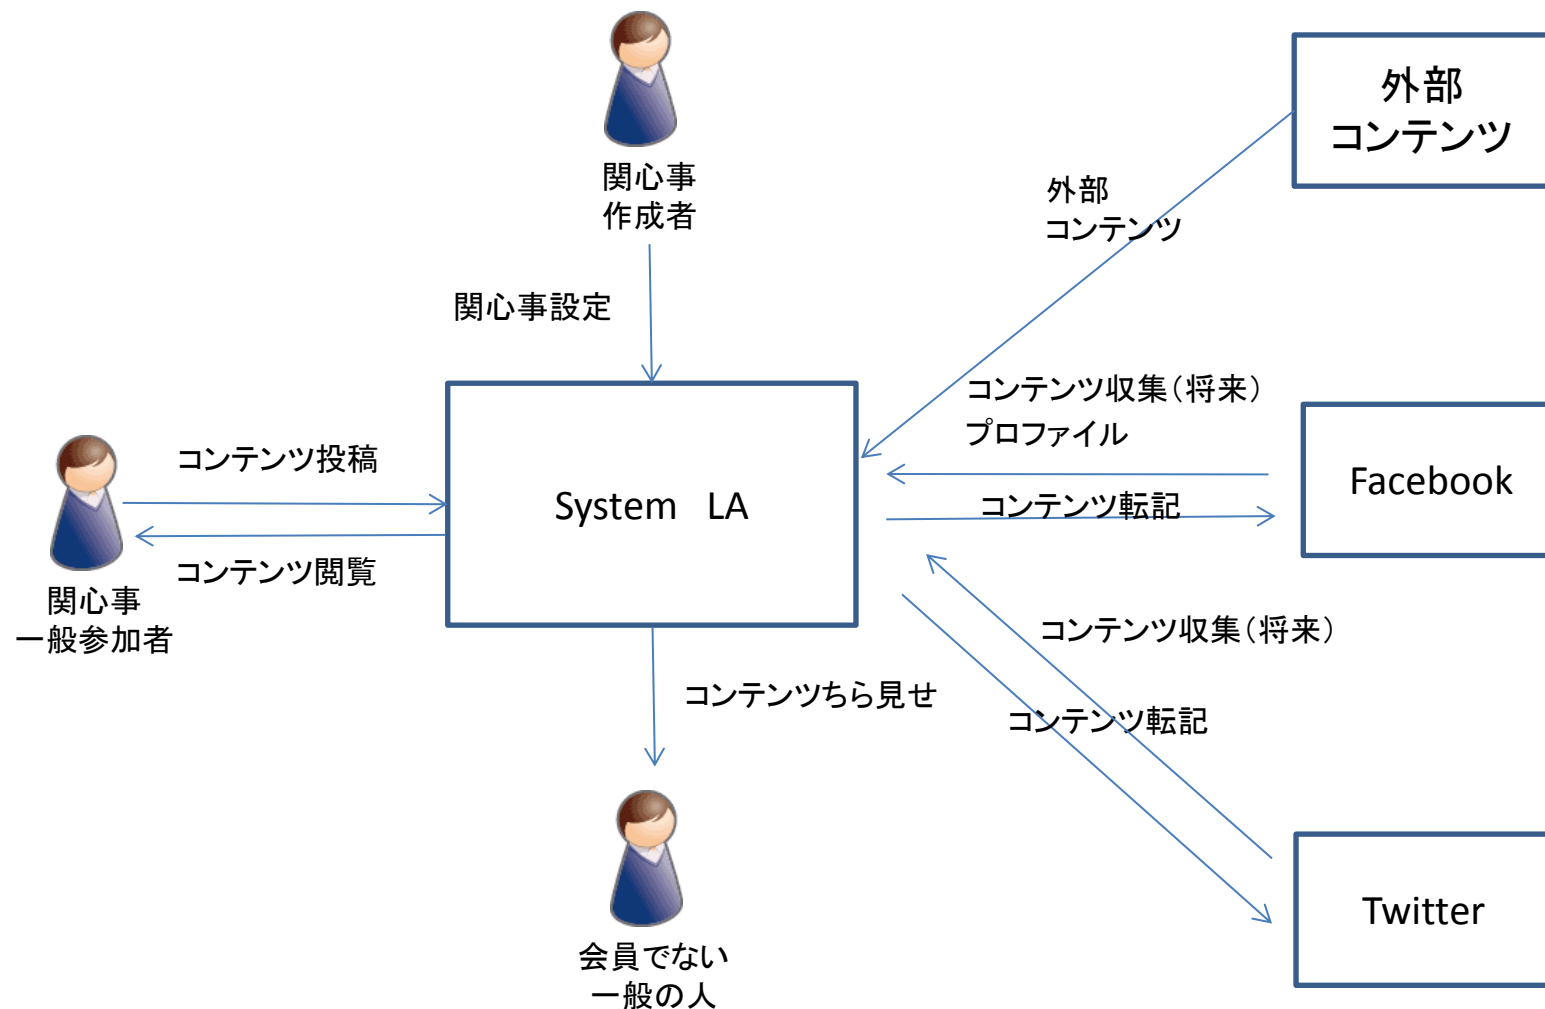 外部
コンテンツ
関心事
作成者
外部
コンテンツ
関心事設定
コンテンツ収集（将来）
プロファイル
コンテンツ投稿
System LA
Facebook
コンテンツ転記
コンテンツ閲覧
関心事
一般参加者
コンテンツ収集（将来）
コンテンツちら見せ
コンテンツ転記
Twitter
会員でない
一般の人